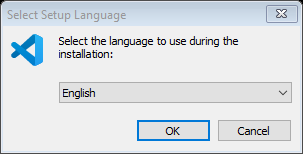 Select Setup Language
Select the language to use during the
installation:
English
OK
Cancel